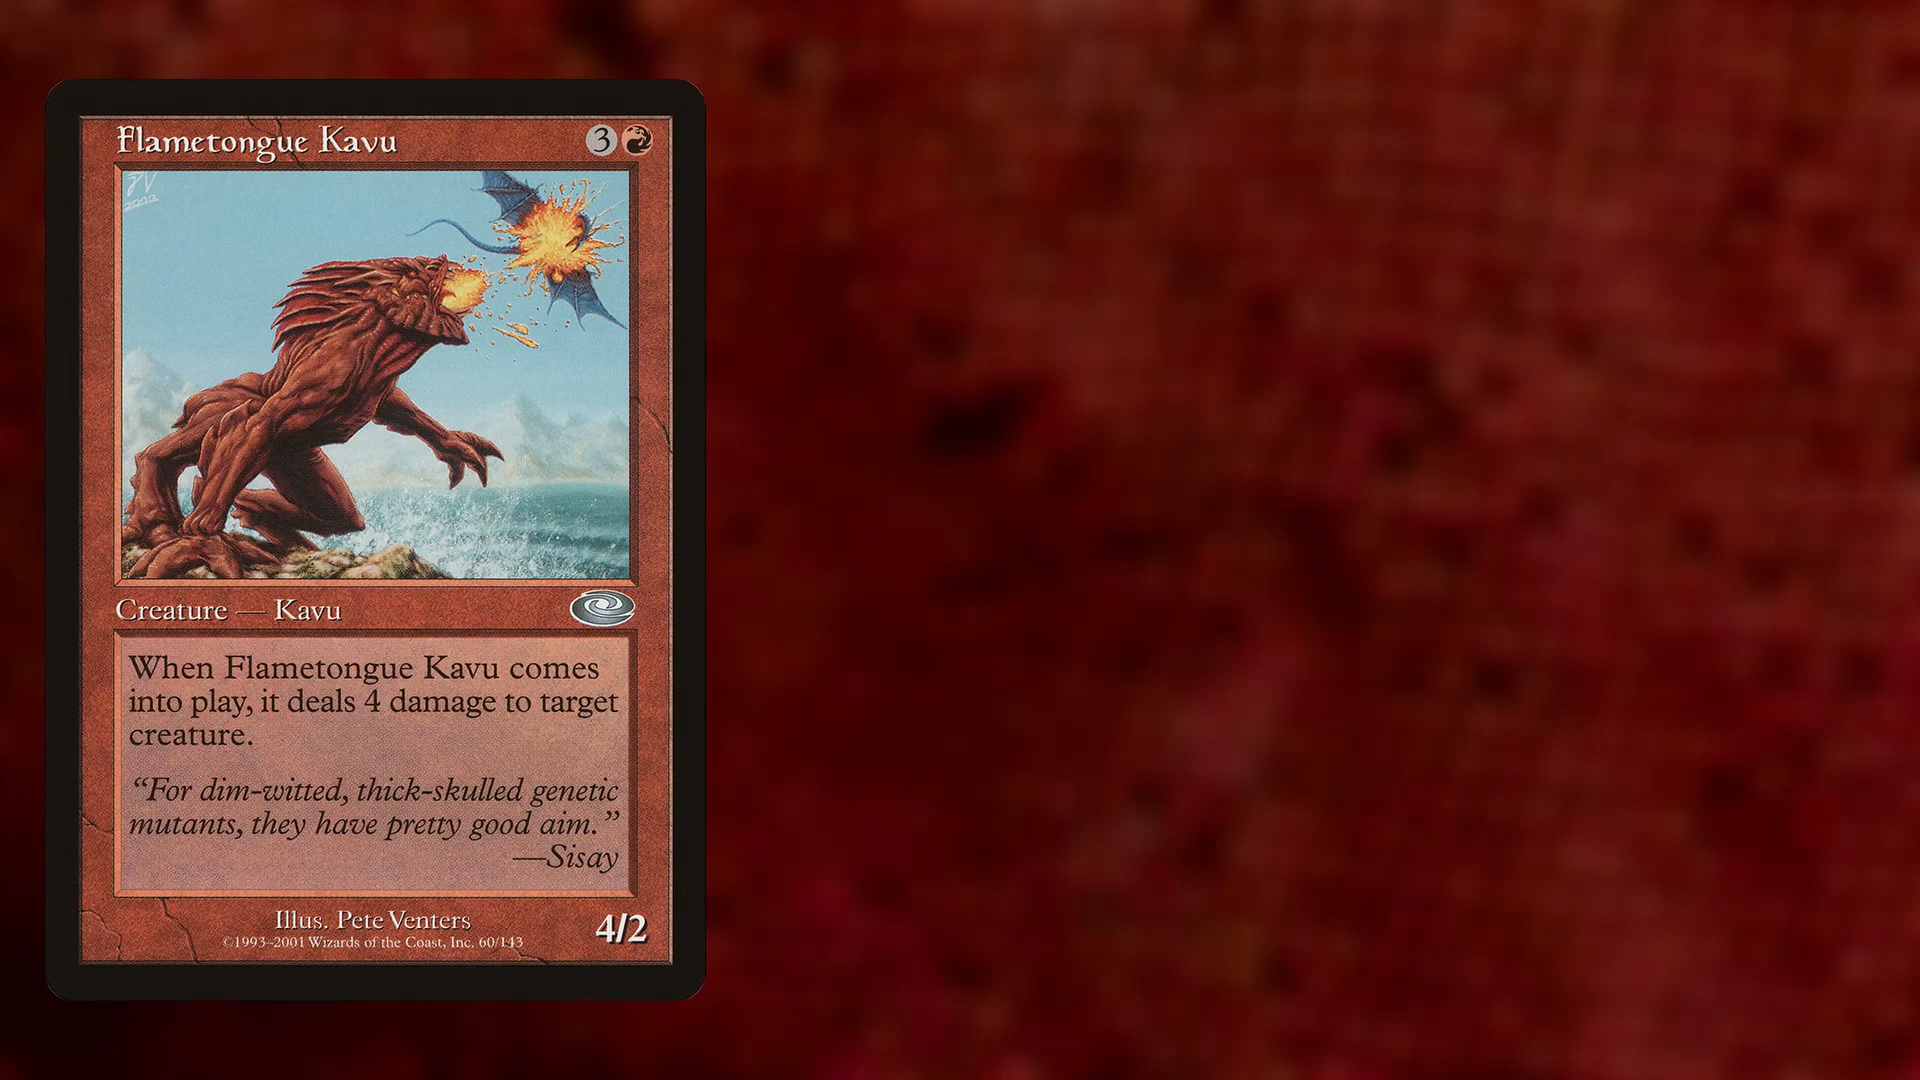 Flametongue Kavu 3
PV
2000
Creature — Kavu
When Flametongue Kavu comes
into play, it deals 4 damage to target
creature.
“For dim-witted, thick-skulled genetic
mutants, they have pretty good aim.”
—Sisay
Illus. Pete Venters
©1993–2001 Wizards of the Coast, Inc. 60/143
4/2